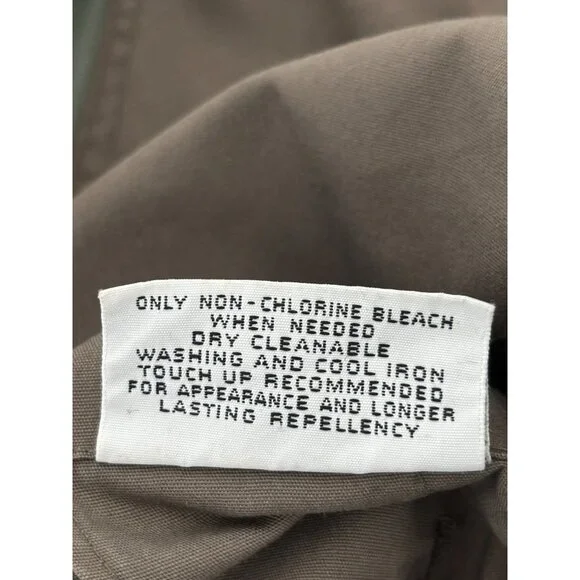 ONLY NON-CHLORINE BLEACH
WHEN NEEDED
DRY CLEANABLE
WASHING AND COOL IRON
TOUCH UP RECOMMENDED
FOR APPEARANCE AND LONGER
LASTING REPELLENCY